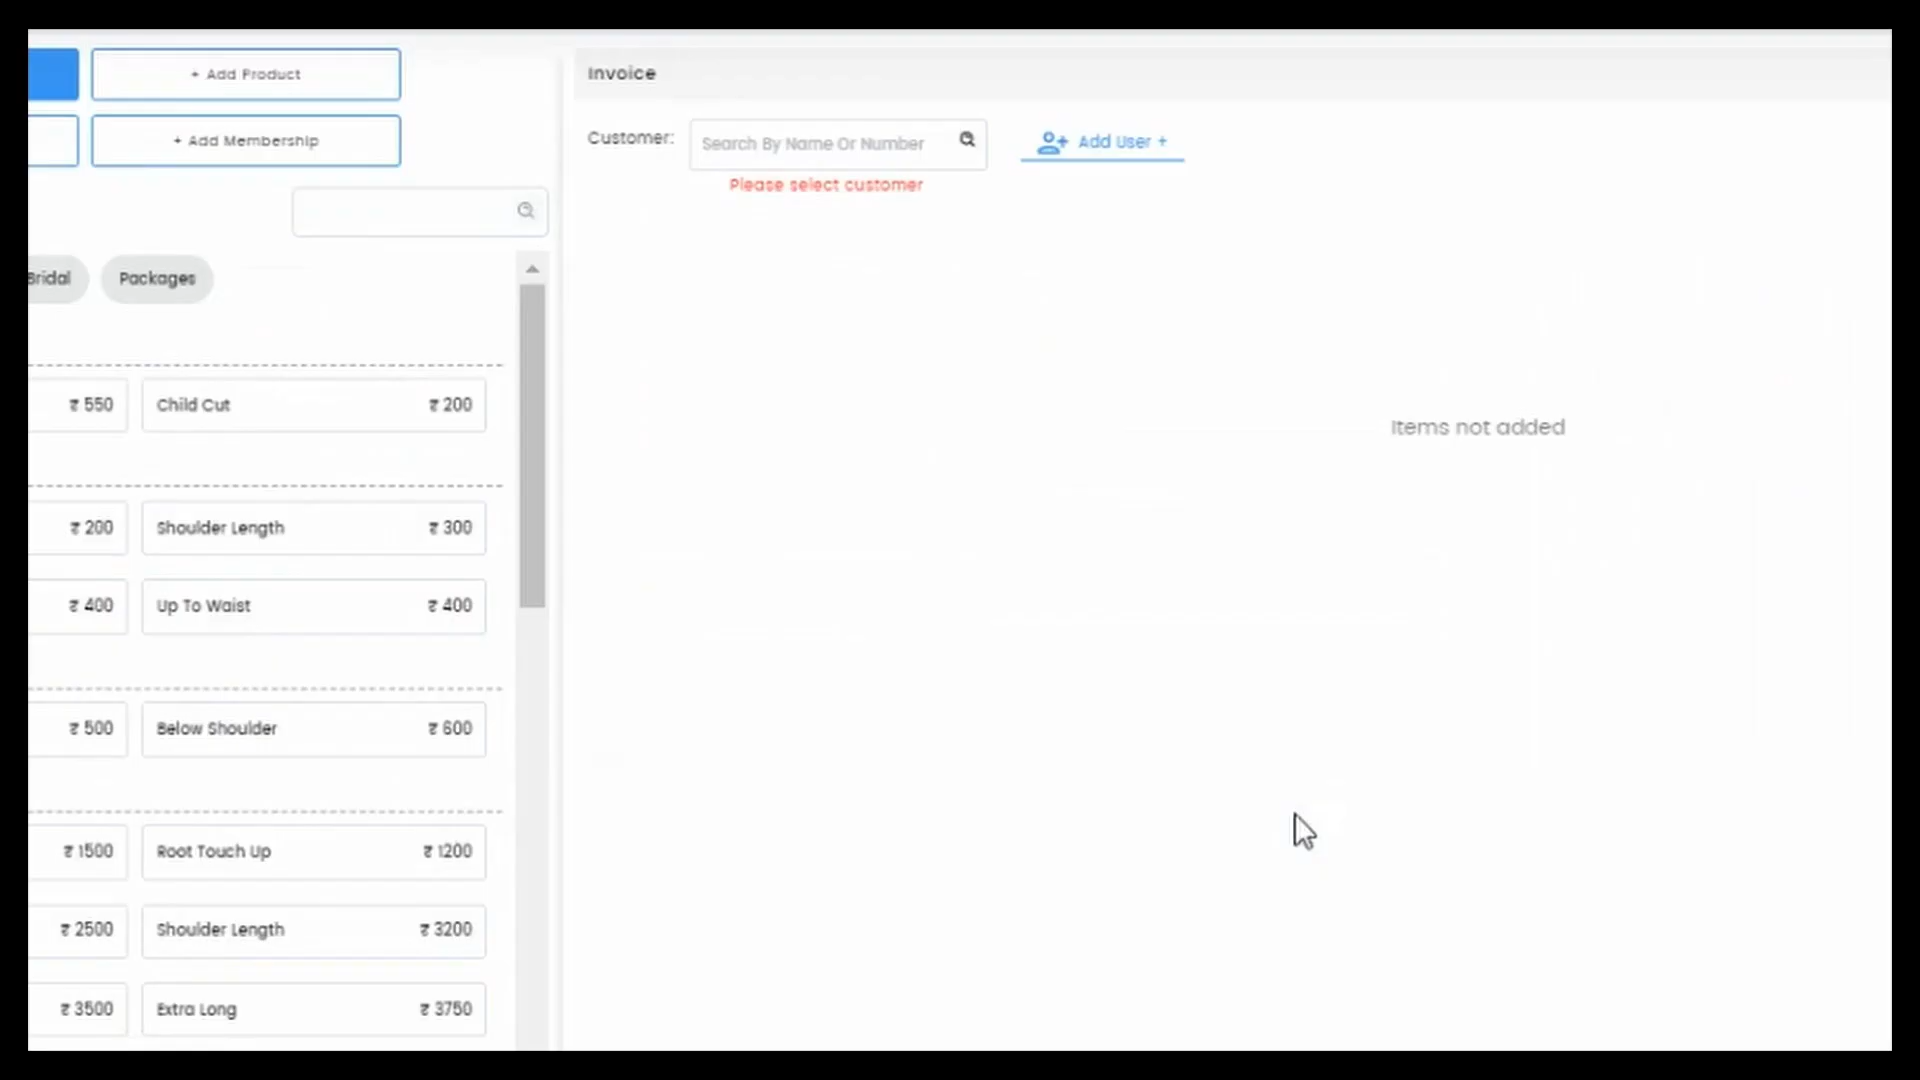 + Add Product
+ Add Membership
Bridal
Packages
₹ 550
Child Cut
₹ 200
₹ 200
Shoulder Length
₹ 300
₹ 400
Up To Waist
₹ 400
₹ 500
Below Shoulder
₹ 600
₹ 1500
Root Touch Up
₹ 1200
₹ 2500
Shoulder Length
₹ 3200
₹ 3500
Extra Long
₹ 3750
Invoice
Customer:
Search By Name Or Number
Add User +
Please select customer
Items not added